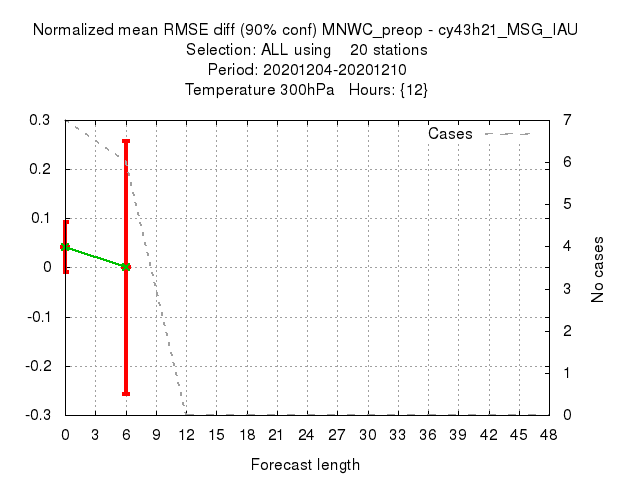 Normalized mean RMSE diff (90% conf) MNWC_preop - cy43h21_MSG_IAU
Selection: ALL using    20 stations
Period: 20201204-20201210
Temperature 300hPa   Hours: {12}
Cases
0.3
0.2
0.1
0
-0.1
-0.2
-0.3
7
6
5
4
3
2
1
0
No cases
0 3 6 9 12 15 18 21 24 27 30 33 36 39 42 45 48
Forecast length